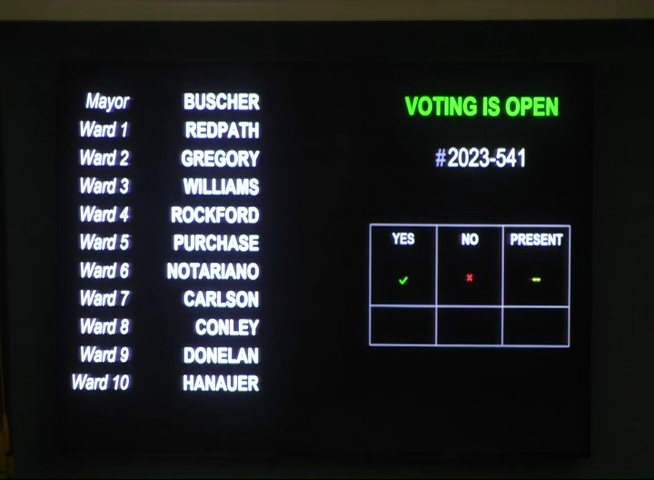 Mayor BUSCHER
Ward 1 REDPATH
Ward 2 GREGORY
Ward 3 WILLIAMS
Ward 4 ROCKFORD
Ward 5 PURCHASE
Ward 6 NOTARIANO
Ward 7 CARLSON
Ward 8 CONLEY
Ward 9 DONELAN
Ward 10 HANAUER
VOTING IS OPEN
#2023-541
YES NO PRESENT